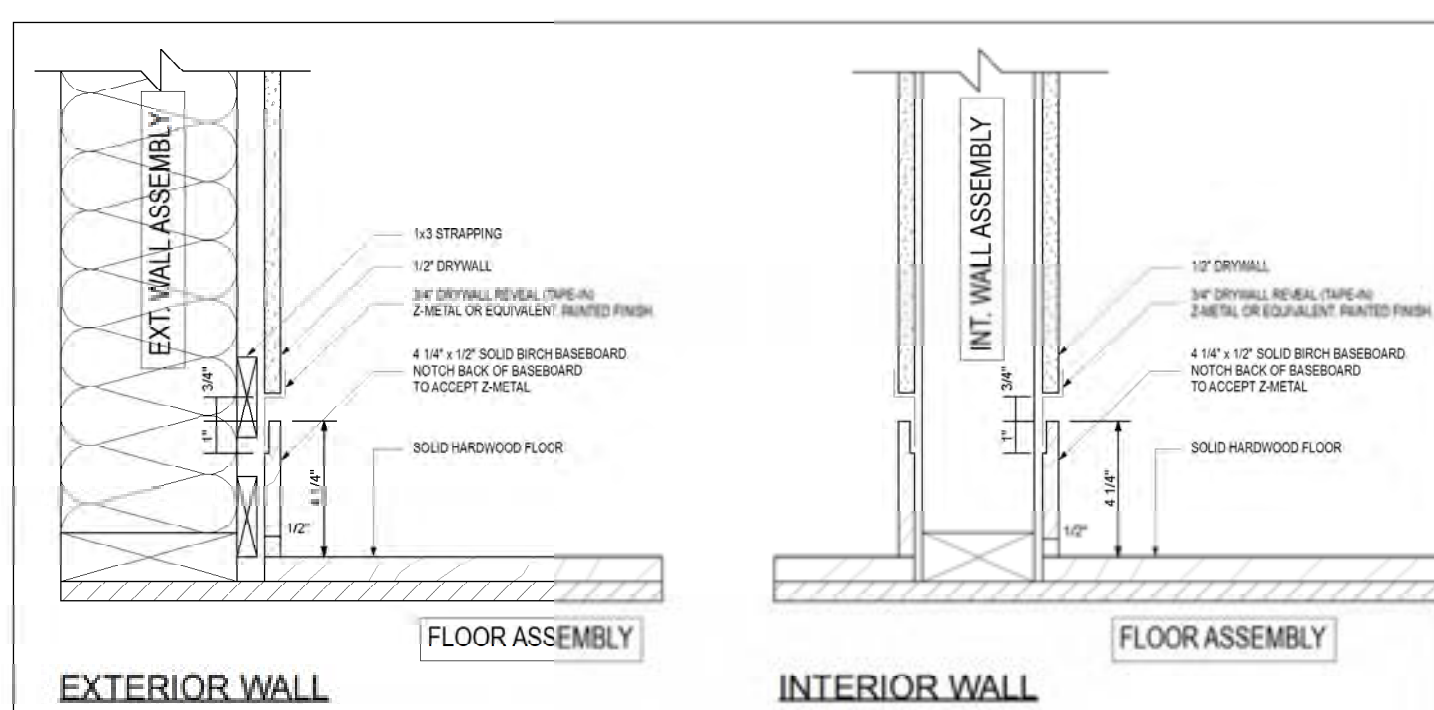 EXT. WALL ASSEMBLY
1x3 STRAPPING
1/2" DRYWALL
3/4" DRYWALL REVEAL (TAPE-IN)
Z-METAL OR EQUIVALENT. PAINTED FINISH.
4 1/4" x 1/2" SOLID BIRCH BASEBOARD.
NOTCH BACK OF BASEBOARD
TO ACCEPT Z-METAL
SOLID HARDWOOD FLOOR
3/4"
1"
4 1/4"
1/2"
FLOOR ASSEMBLY
EXTERIOR WALL
INT. WALL ASSEMBLY
1/2" DRYWALL
3/4" DRYWALL REVEAL (TAPE-IN)
Z-METAL OR EQUIVALENT. PAINTED FINISH.
4 1/4" x 1/2" SOLID BIRCH BASEBOARD.
NOTCH BACK OF BASEBOARD
TO ACCEPT Z-METAL
SOLID HARDWOOD FLOOR
3/4"
1"
4 1/4"
1/2"
FLOOR ASSEMBLY
INTERIOR WALL